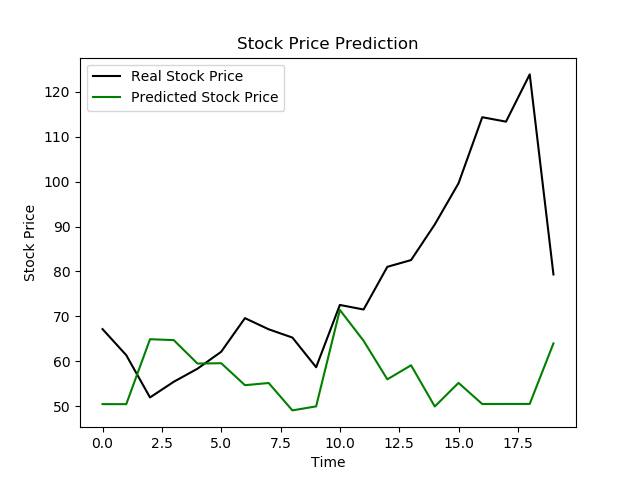 Stock Price Prediction
Real Stock Price
Predicted Stock Price
120
110
100
90
80
70
60
50
Stock Price
0.0 2.5 5.0 7.5 10.0 12.5 15.0 17.5
Time